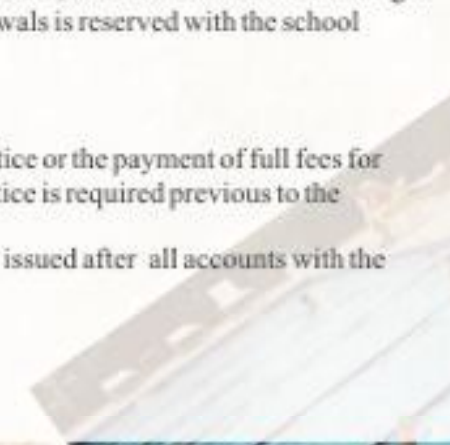 wals is reserved with the school
tice or the payment of full fees for
tice is required previous to the
issued after all accounts with the